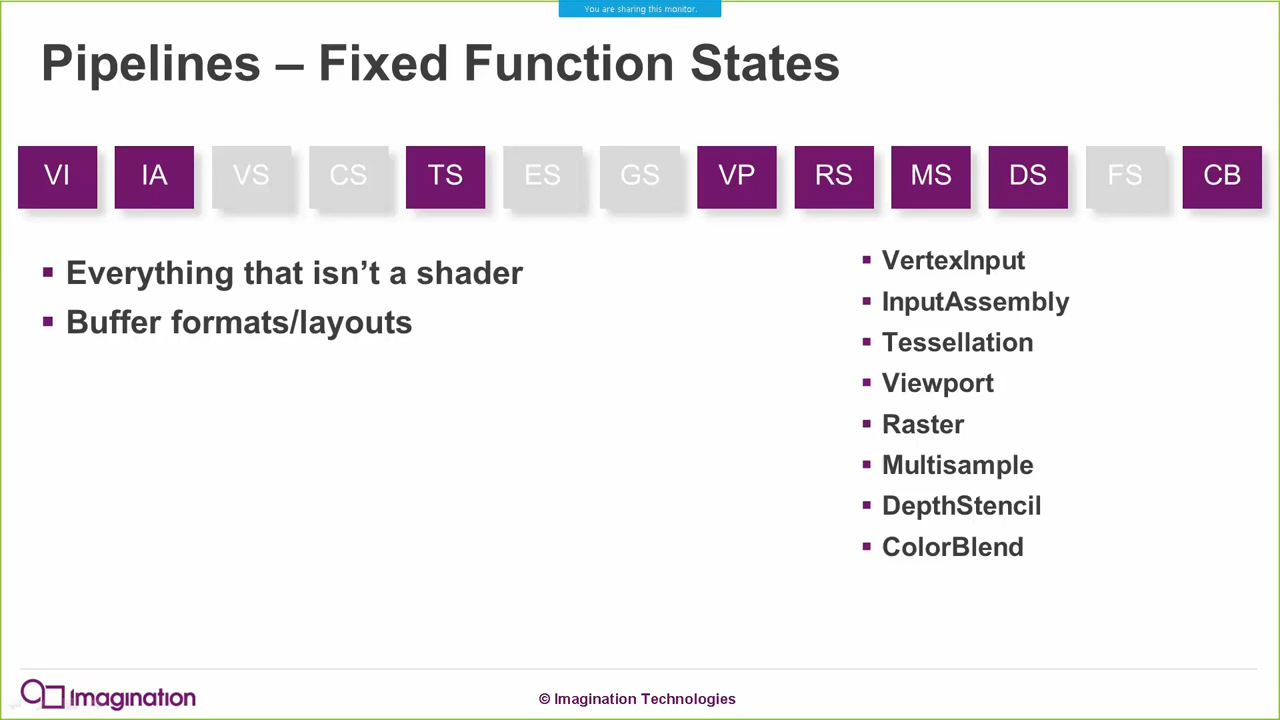 You are sharing this monitor.
Pipelines – Fixed Function States
VI IA VS CS TS ES GS VP RS MS DS FS CB
Everything that isn’t a shader
Buffer formats/layouts
VertexInput
InputAssembly
Tessellation
Viewport
Raster
Multisample
DepthStencil
ColorBlend
Imagination
© Imagination Technologies